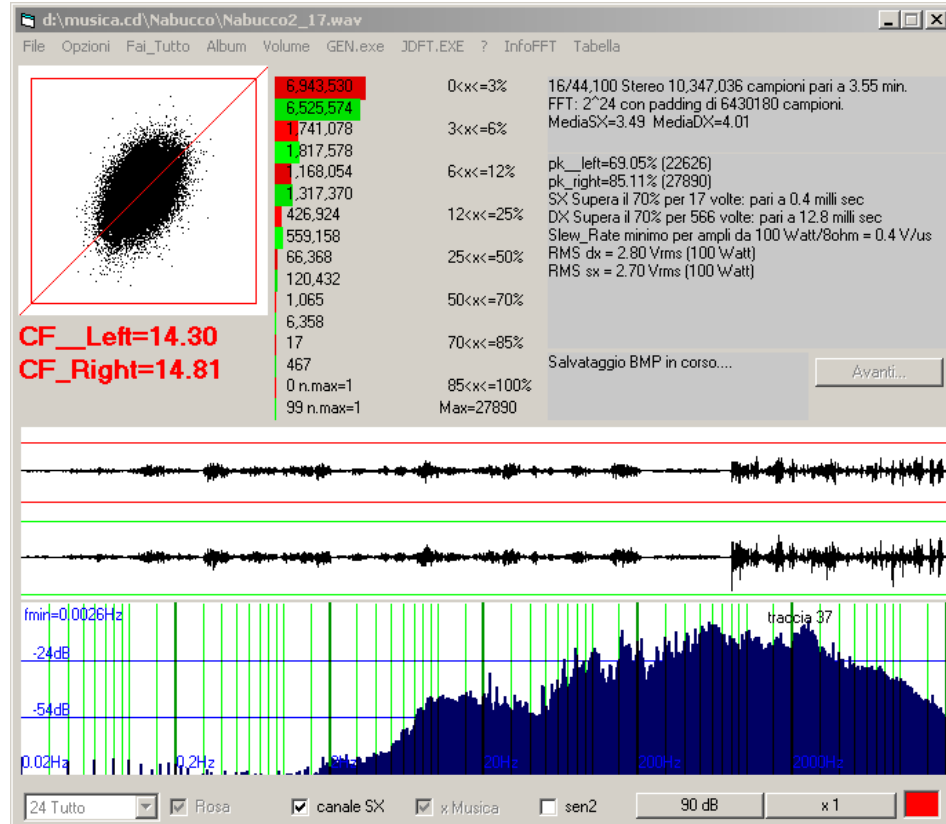 d:\musica.cd\Nabucco\Nabucco2_17.wav
File Opzioni Fai_Tutto Album Volume GEN.exe JDFT.EXE ? InfoFFT Tabella
6,943,530 0<x<=3%
6,525,574
1,741,078 3<x<=6%
1,817,578
1,168,054 6<x<=12%
1,317,370
426,924 12<x<=25%
559,158
66,368 25<x<=50%
120,432
1,065 50<x<=70%
6,358
17 70<x<=85%
467
0 n.max=1 85<x<=100%
99 n.max=1 Max=27890
CF__Left=14.30
CF_Right=14.81
16/44,100 Stereo 10,347,036 campioni pari a 3.55 min.
FFT: 2^24 con padding di 6430180 campioni.
MediaSX=3.49 MediaDX=4.01
pk__left=69.05% (22626)
pk_right=85.11% (27890)
SX Supera il 70% per 17 volte: pari a 0.4 milli sec
DX Supera il 70% per 566 volte: pari a 12.8 milli sec
Slew_Rate minimo per ampli da 100 Watt/8ohm = 0.4 V/us
RMS dx = 2.80 Vrms (100 Watt)
RMS sx = 2.70 Vrms (100 Watt)
Salvataggio BMP in corso....
Avanti...
fmin=0.0026Hz
traccia 37
-24dB
-54dB
0.02Hz 0,2Hz 20Hz 200Hz 2000Hz
24 Tutto Rosa canale SX x Musica sen2 90 dB x 1